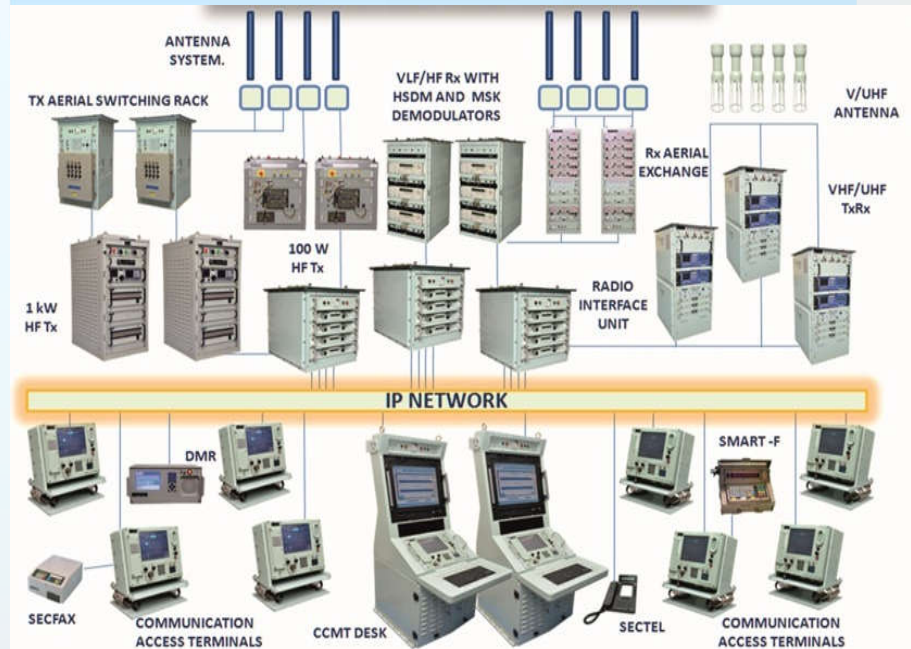 ANTENNA
SYSTEM.
TX AERIAL SWITCHING RACK
VLF/HF Rx WITH
HSDM AND MSK
DEMODULATORS
V/UHF
ANTENNA
Rx AERIAL
EXCHANGE
VHF/UHF
TxRx
100 W
HF Tx
1 kW
HF Tx
RADIO
INTERFACE
UNIT
IP NETWORK
DMR
SMART -F
SECFAX
COMMUNICATION
ACCESS TERMINALS
CCMT DESK
SECTEL
COMMUNICATION
ACCESS TERMINALS